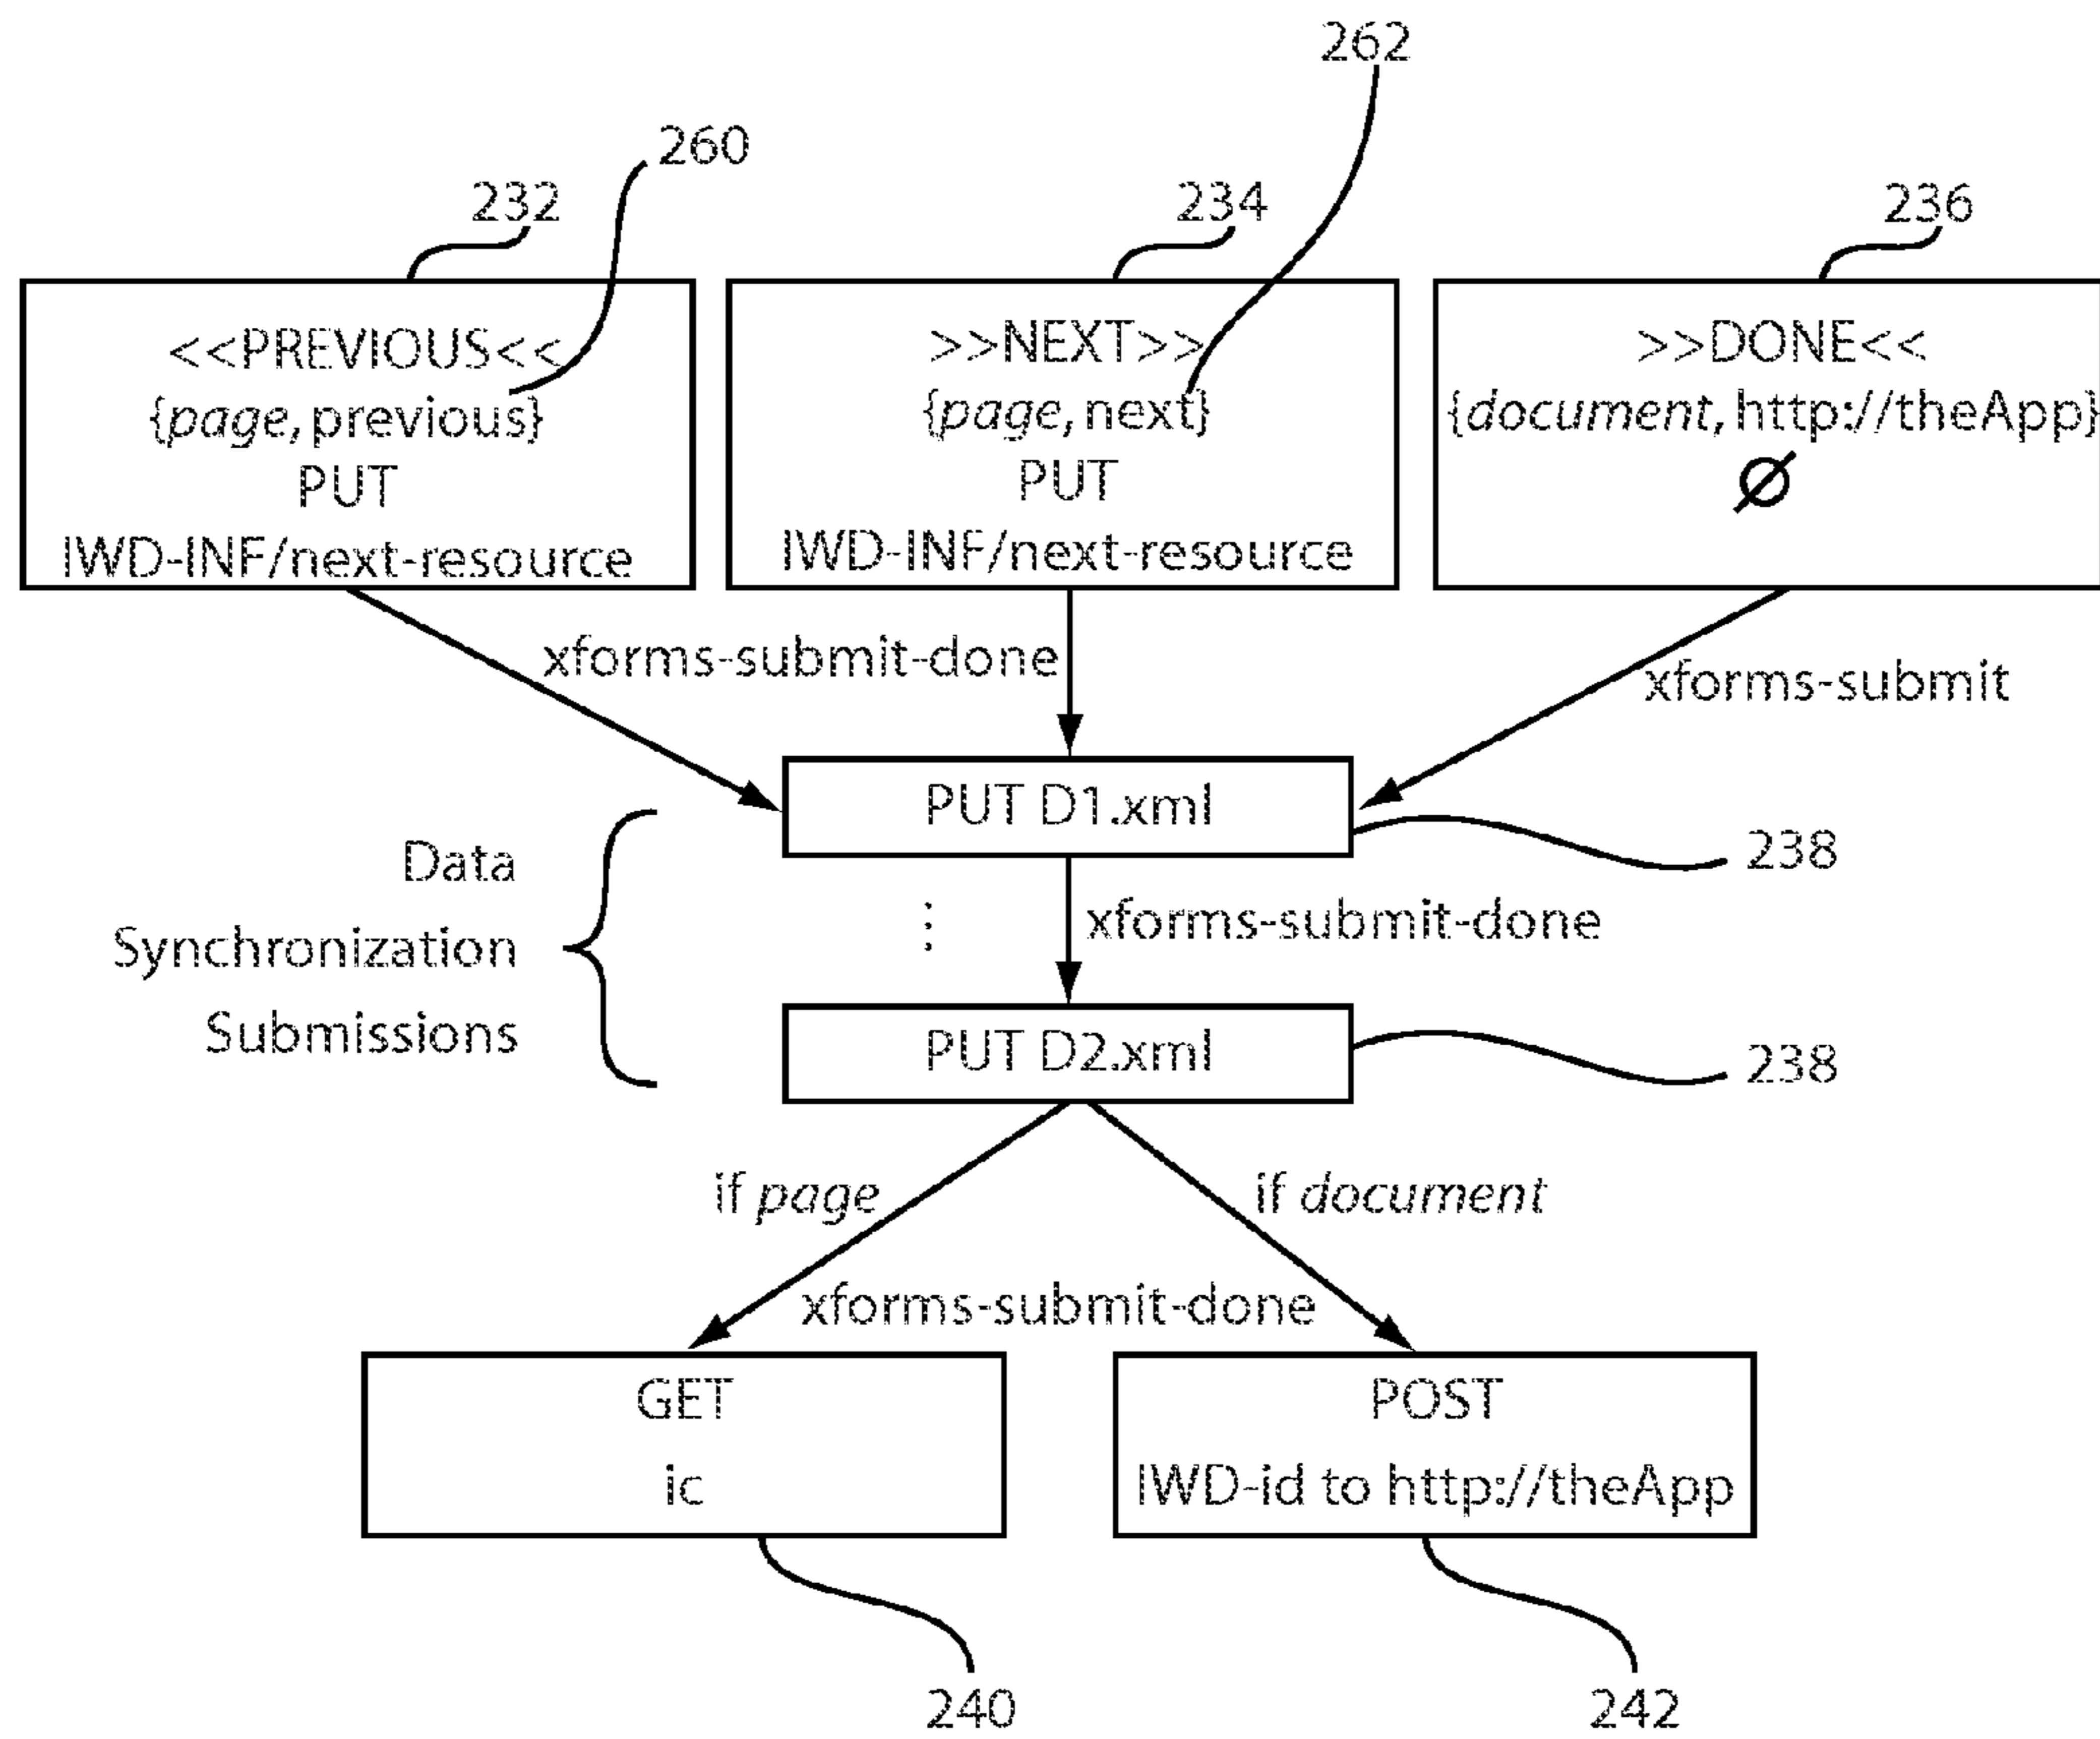 262
260
232
234
236
<<PREVIOUS<<
{page, previous}
PUT
IWD-INF/next-resource
>>NEXT>>
{page, next}
PUT
IWD-INF/next-resource
>>DONE<<
{document, http://theApp}
Ø
xforms-submit-done
xforms-submit
PUT D1.xml
238
Data
Synchronization
Submissions
⋮
xforms-submit-done
PUT D2.xml
238
if page
if document
xforms-submit-done
GET
ic
POST
IWD-id to http://theApp
240
242